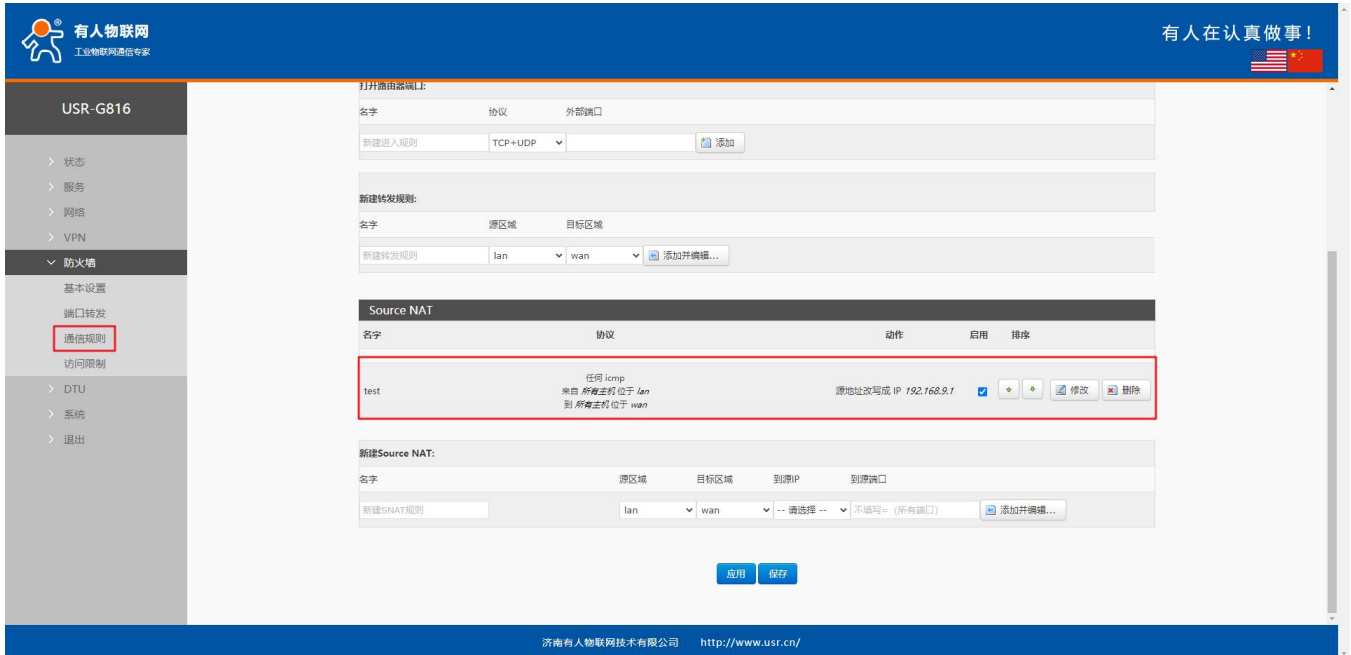 有人物联网
工业物联网通信专家
有人在认真做事!
USR-G816
状态
服务
网络
VPN
防火墙
基本设置
端口转发
通信规则
访问限制
DTU
系统
退出
打开路由器端口:
名字 协议 外部端口
新建进入规则 TCP+UDP 添加
新建转发规则:
名字 源区域 目标区域
新建转发规则 lan wan 添加并编辑...
Source NAT
名字 协议 动作 启用 排序
任何 icmp
test 来自 所有主机 位于 lan 源地址改写成 IP 192.168.9.1 修改 删除
到 所有主机 位于 wan
新建Source NAT:
名字 源区域 目标区域 到源IP 到源端口
新建SNAT规则 lan wan -- 请选择 -- 不填写=（所有端口） 添加并编辑...
应用 保存
济南有人物联网技术有限公司 http://www.usr.cn/